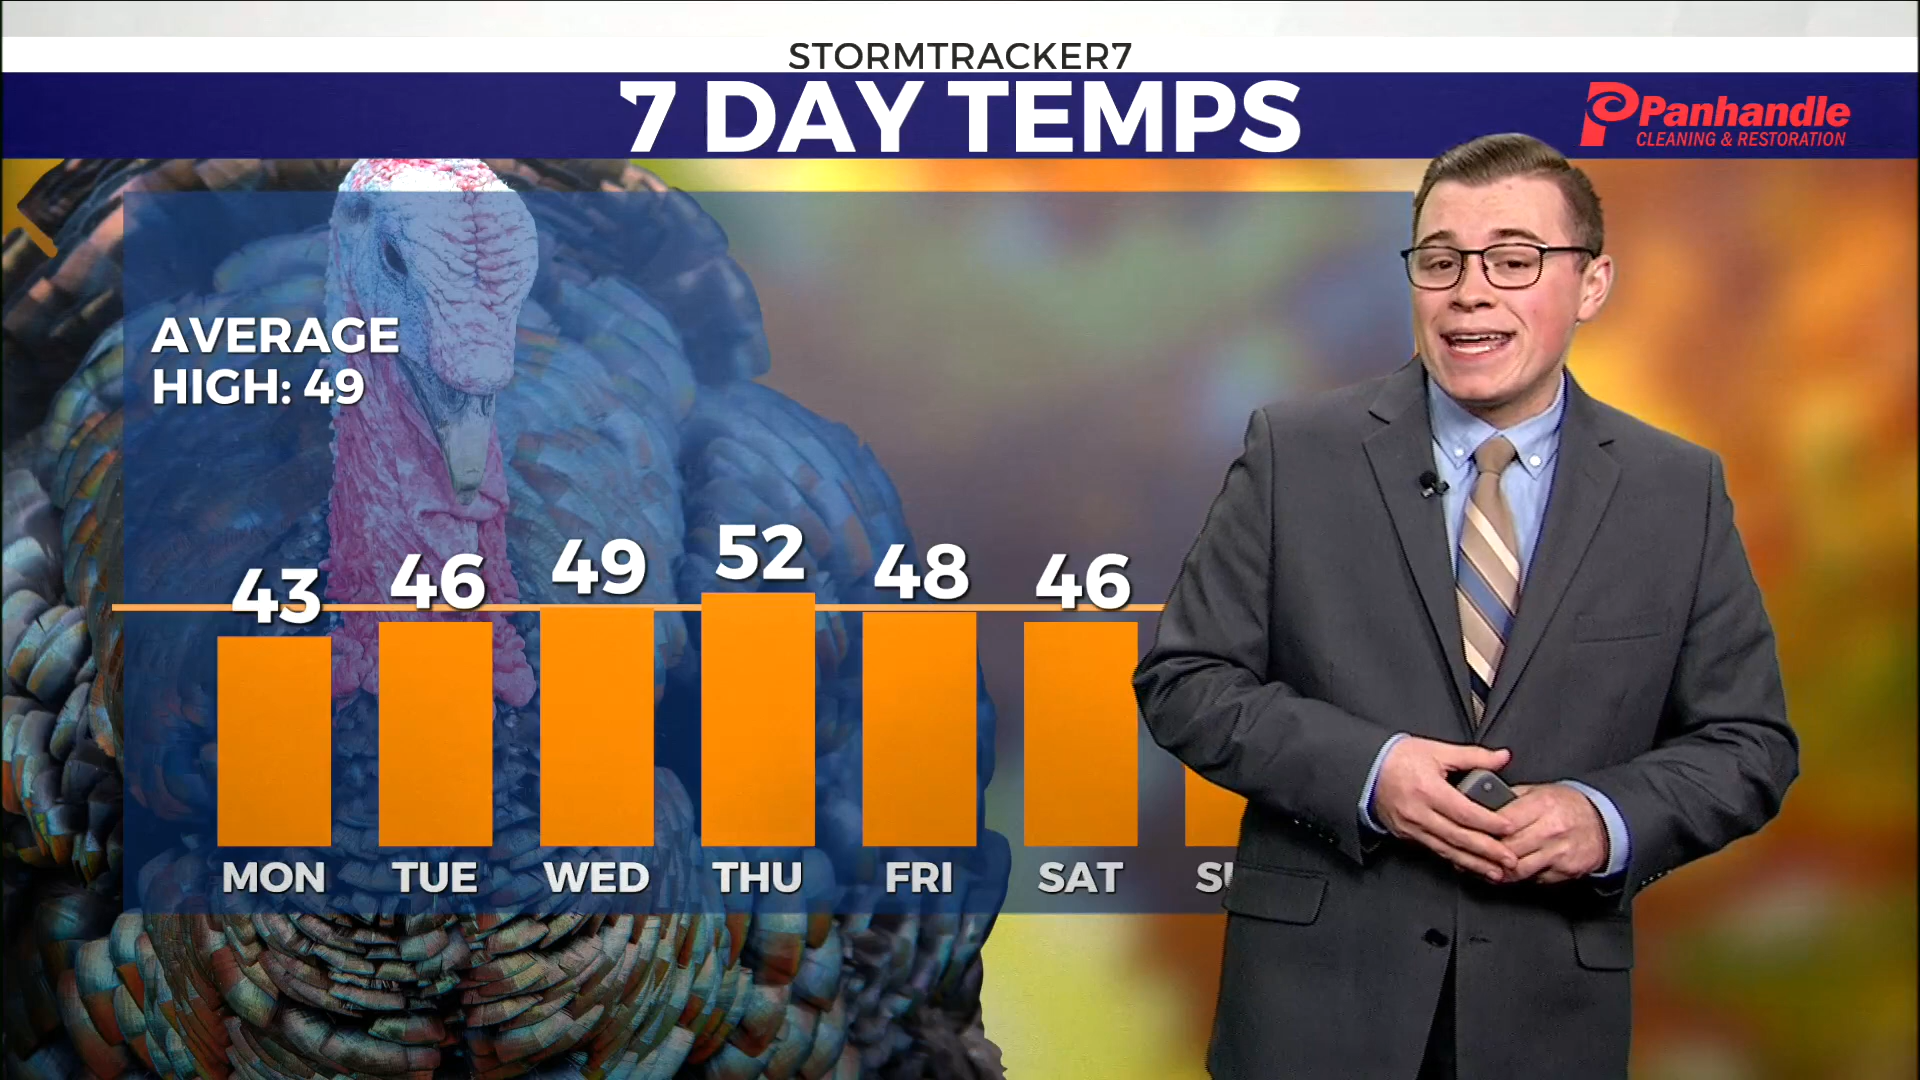 STORMTRACKER7
7 DAY TEMPS
Panhandle
CLEANING & RESTORATION
AVERAGE
HIGH: 49
43 46 49 52 48 46
MON TUE WED THU FRI SAT